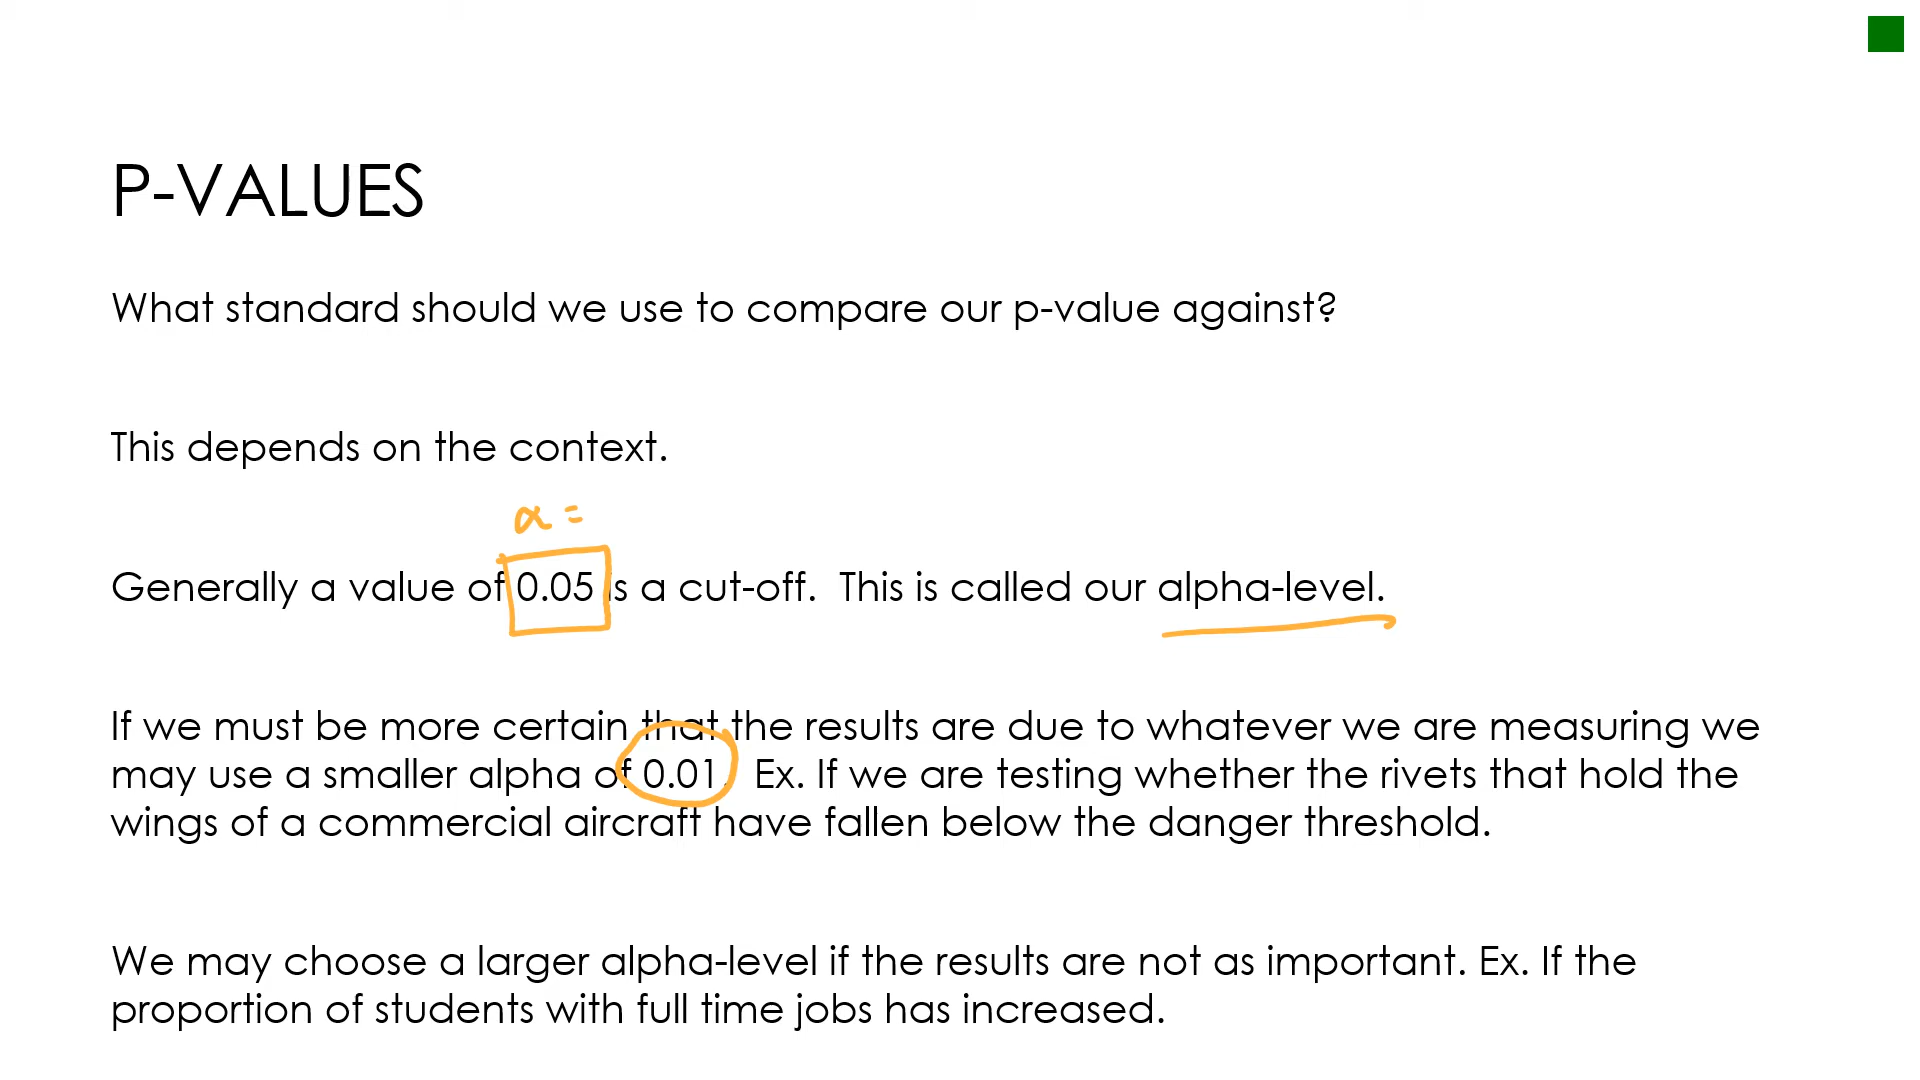 P-VALUES
What standard should we use to compare our p-value against?
This depends on the context.
α =
Generally a value of 0.05 is a cut-off.  This is called our alpha-level.
If we must be more certain that the results are due to whatever we are measuring we
may use a smaller alpha of 0.01.  Ex. If we are testing whether the rivets that hold the
wings of a commercial aircraft have fallen below the danger threshold.
We may choose a larger alpha-level if the results are not as important. Ex. If the
proportion of students with full time jobs has increased.